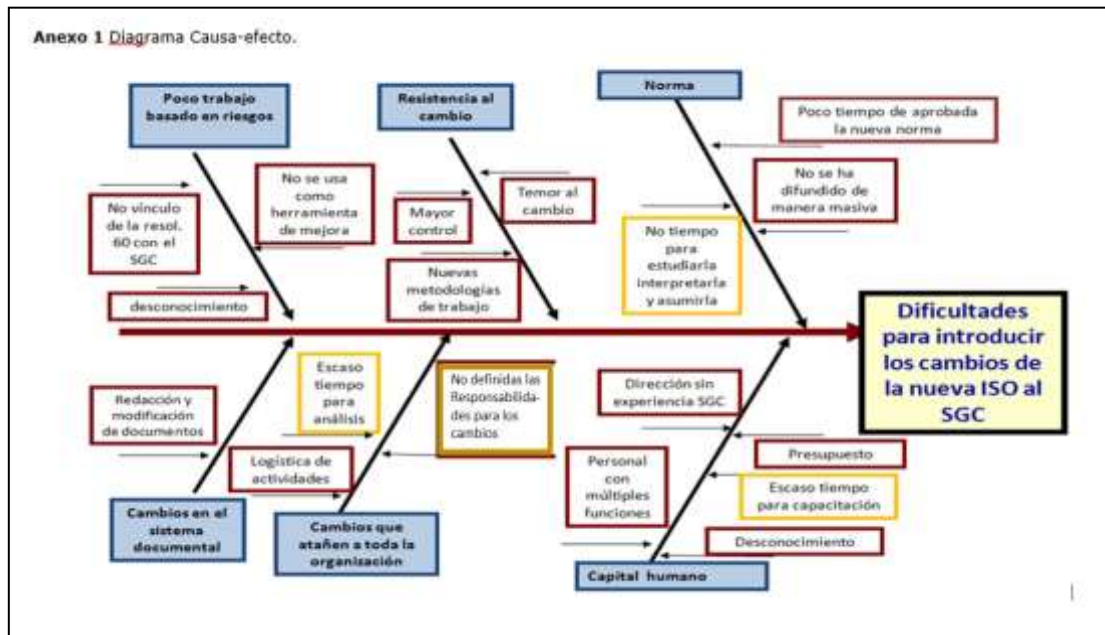 Anexo 1 Diagrama Causa-efecto.
Poco trabajo
basado en riesgos
Resistencia al
cambio
Norma
Poco tiempo de aprobada
la nueva norma
No se usa
como
herramienta
de mejora
No vínculo
de la resol.
60 con el
SGC
desconocimiento
Temor al
cambio
Mayor
control
Nuevas
metodologías
de trabajo
No se ha
difundido de
manera masiva
No tiempo
para
estudiarla
interpretarla
y asumirla
Dificultades
para introducir
los cambios de
la nueva ISO al
SGC
Redacción y
modificación
de documentos
Escaso
tiempo
para
análisis
No definidas las
Responsabilida-
des para los
cambios
Logística de
actividades
Dirección sin
experiencia SGC
Presupuesto
Personal
con
múltiples
funciones
Escaso tiempo
para capacitación
Desconocimiento
Cambios en el
sistema
documental
Cambios que
atañen a toda la
organización
Capital humano